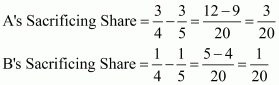 A's Sacrificing Share = 3/4 − 3/5 = (12 − 9)/20 = 3/20
B's Sacrificing Share = 1/4 − 1/5 = (5 − 4)/20 = 1/20